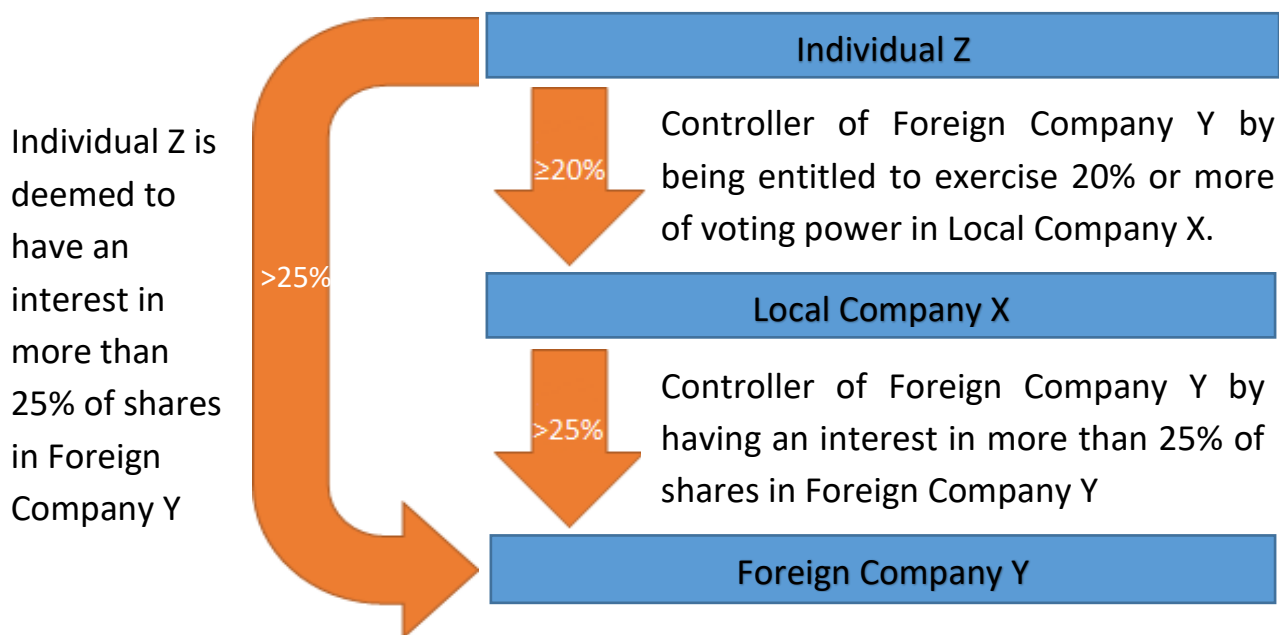 Individual Z
Individual Z is
deemed to
have an
interest in
more than
25% of shares
in Foreign
Company Y
>25%
≥20%
Controller of Foreign Company Y by
being entitled to exercise 20% or more
of voting power in Local Company X.
Local Company X
>25%
Controller of Foreign Company Y by
having an interest in more than 25% of
shares in Foreign Company Y
Foreign Company Y